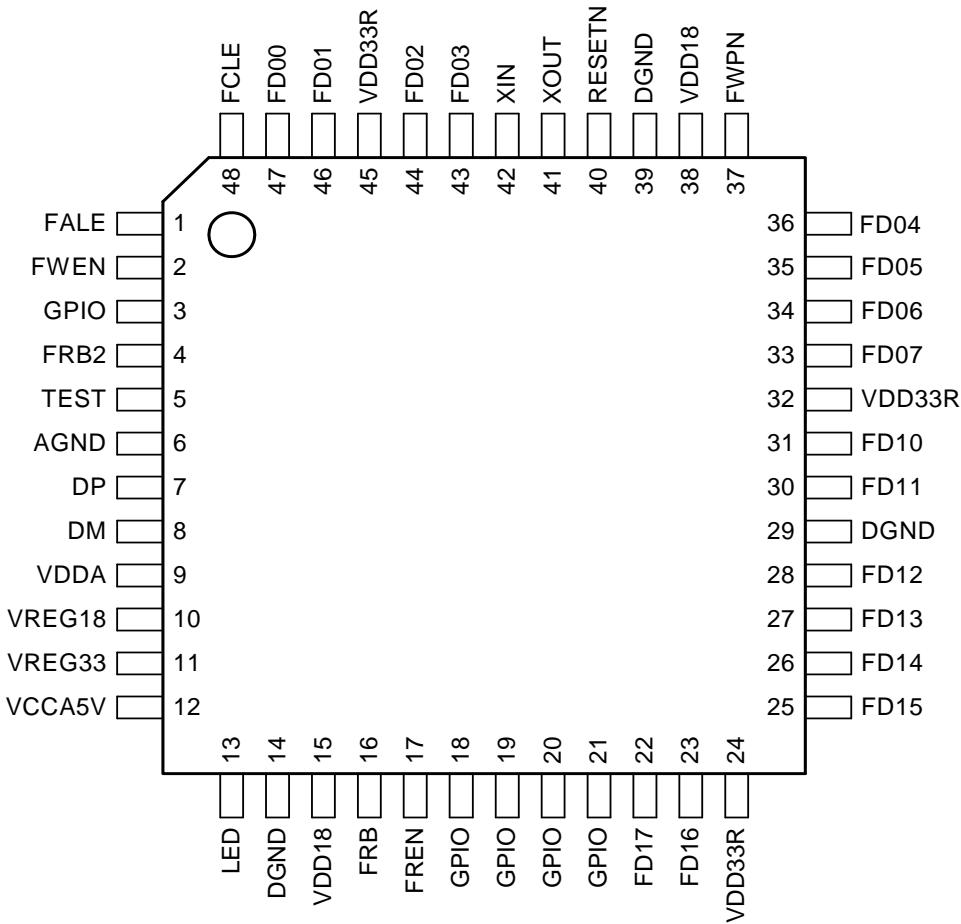 FCLE
FD00
FD01
VDD33R
FD02
FD03
XIN
XOUT
RESETN
DGND
VDD18
FWPN
48
47
46
45
44
43
42
41
40
39
38
37
FALE 1
FWEN 2
GPIO 3
FRB2 4
TEST 5
AGND 6
DP 7
DM 8
VDDA 9
VREG18 10
VREG33 11
VCCA5V 12
36 FD04
35 FD05
34 FD06
33 FD07
32 VDD33R
31 FD10
30 FD11
29 DGND
28 FD12
27 FD13
26 FD14
25 FD15
13
14
15
16
17
18
19
20
21
22
23
24
LED
DGND
VDD18
FRB
FREN
GPIO
GPIO
GPIO
GPIO
FD17
FD16
VDD33R